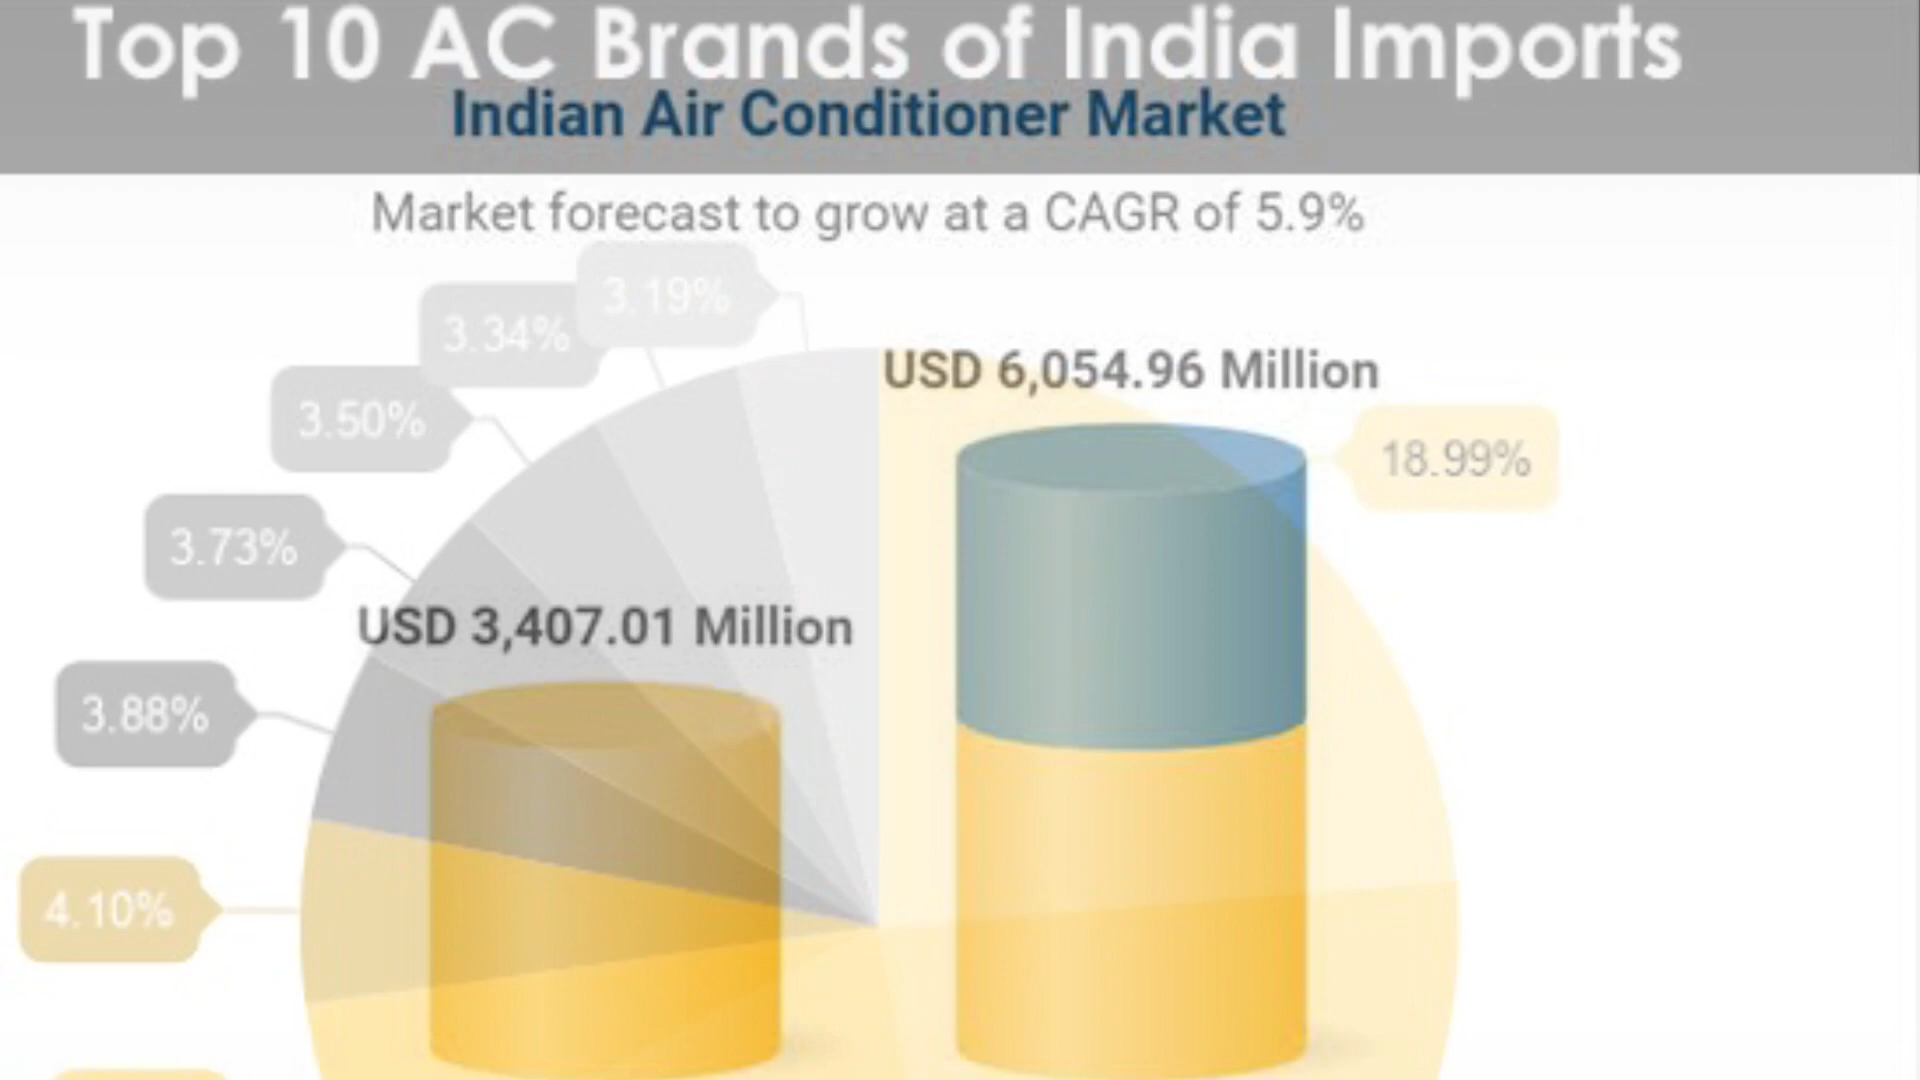 Top 10 AC Brands of India Imports
Indian Air Conditioner Market
Market forecast to grow at a CAGR of 5.9%
3.19%
3.34%
USD 6,054.96 Million
3.50%
18.99%
3.73%
USD 3,407.01 Million
3.88%
4.10%